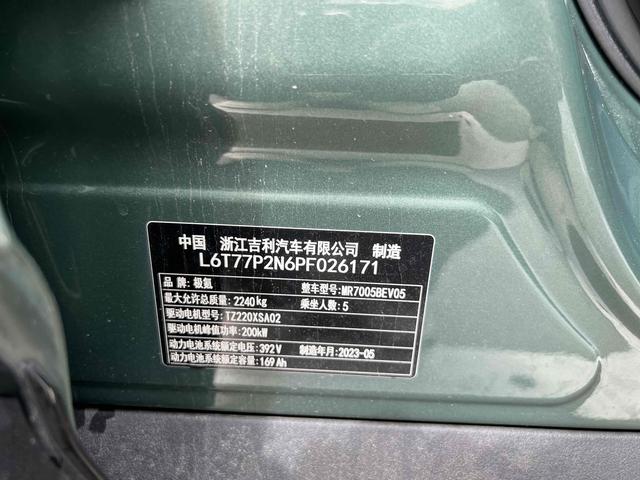 中国 浙江吉利汽车有限公司 制造
L6T77P2N6PF026171
品牌: 极氪 整车型号:MR7005BEV05
最大允许总质量: 2240kg 乘坐人数: 5
驱动电机型号: TZ220XSA02
驱动电机峰值功率:200kW
动力电池系统额定电压:392V 制造年月:2023-05
动力电池系统额定容量:169Ah